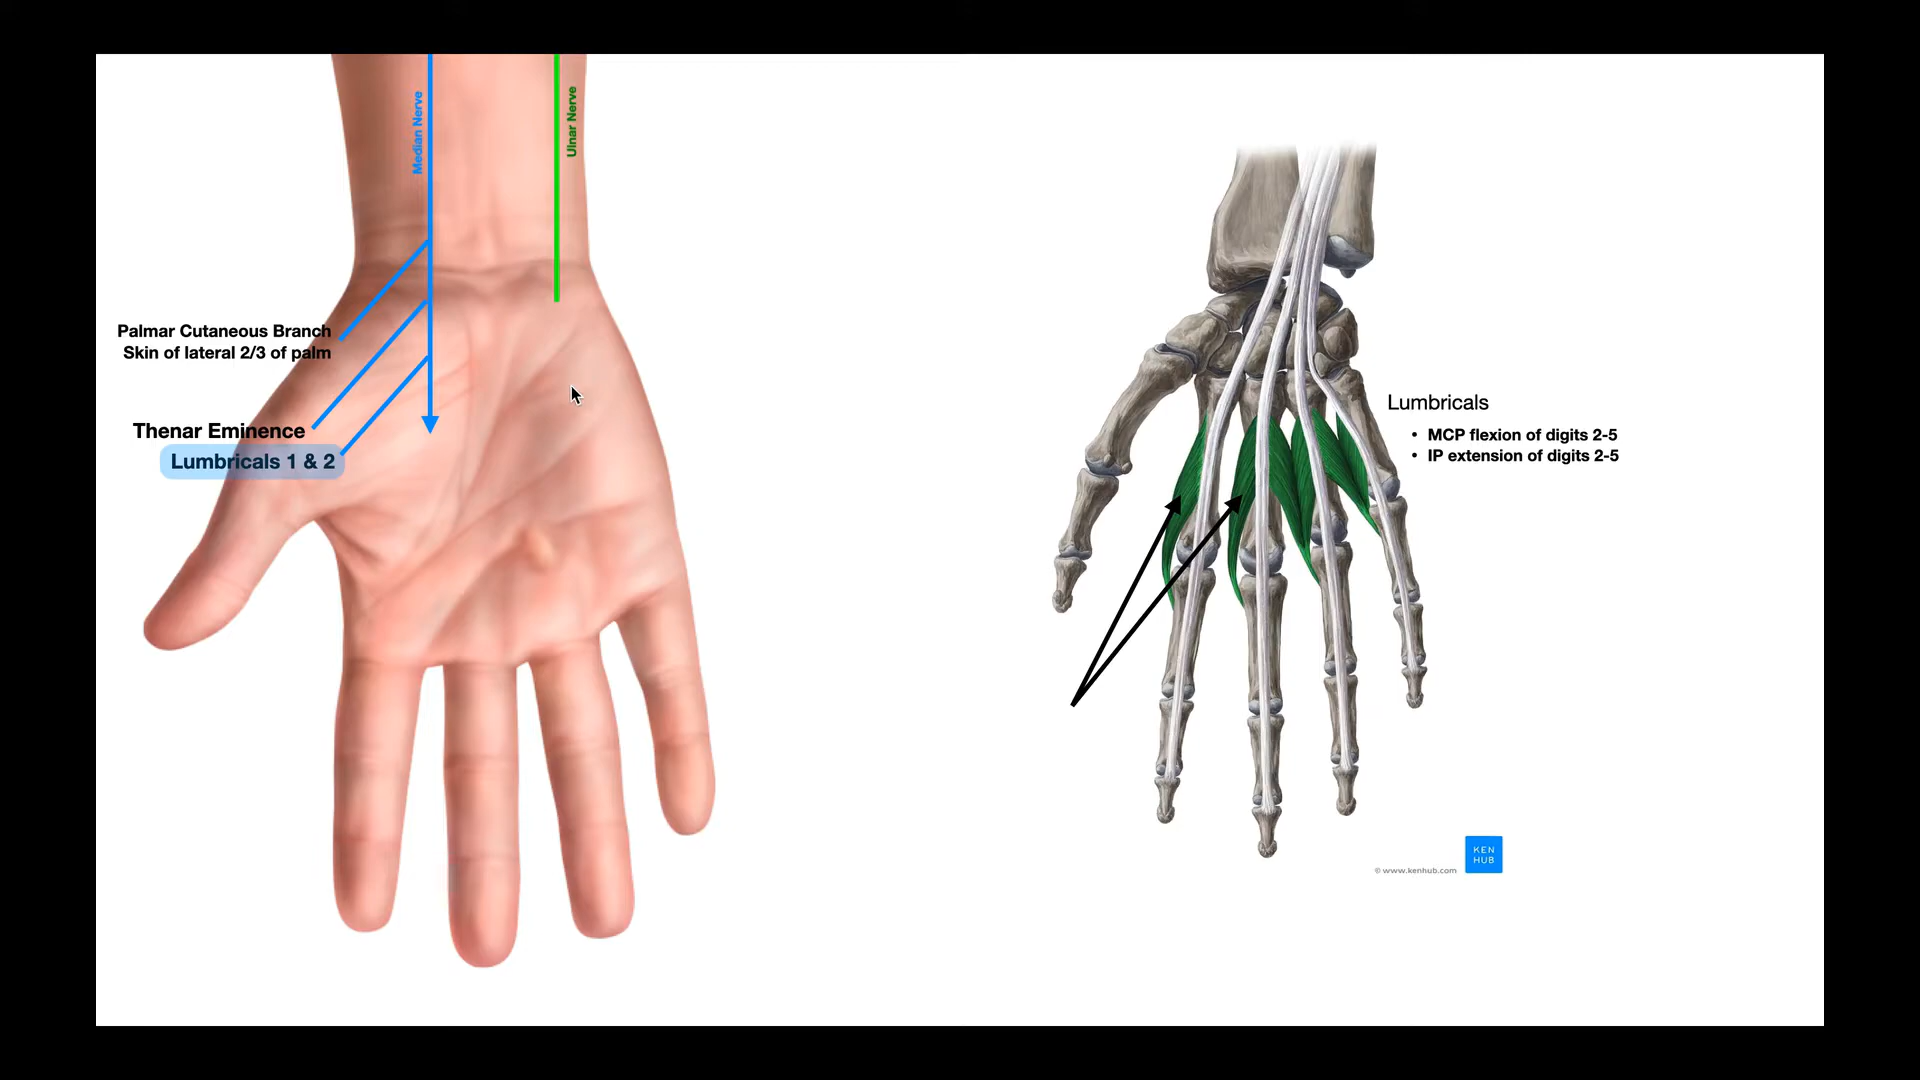 Median Nerve
Ulnar Nerve
Palmar Cutaneous Branch
Skin of lateral 2/3 of palm
Thenar Eminence
Lumbricals 1 & 2
Lumbricals
• MCP flexion of digits 2-5
• IP extension of digits 2-5
KEN
HUB
© www.kenhub.com